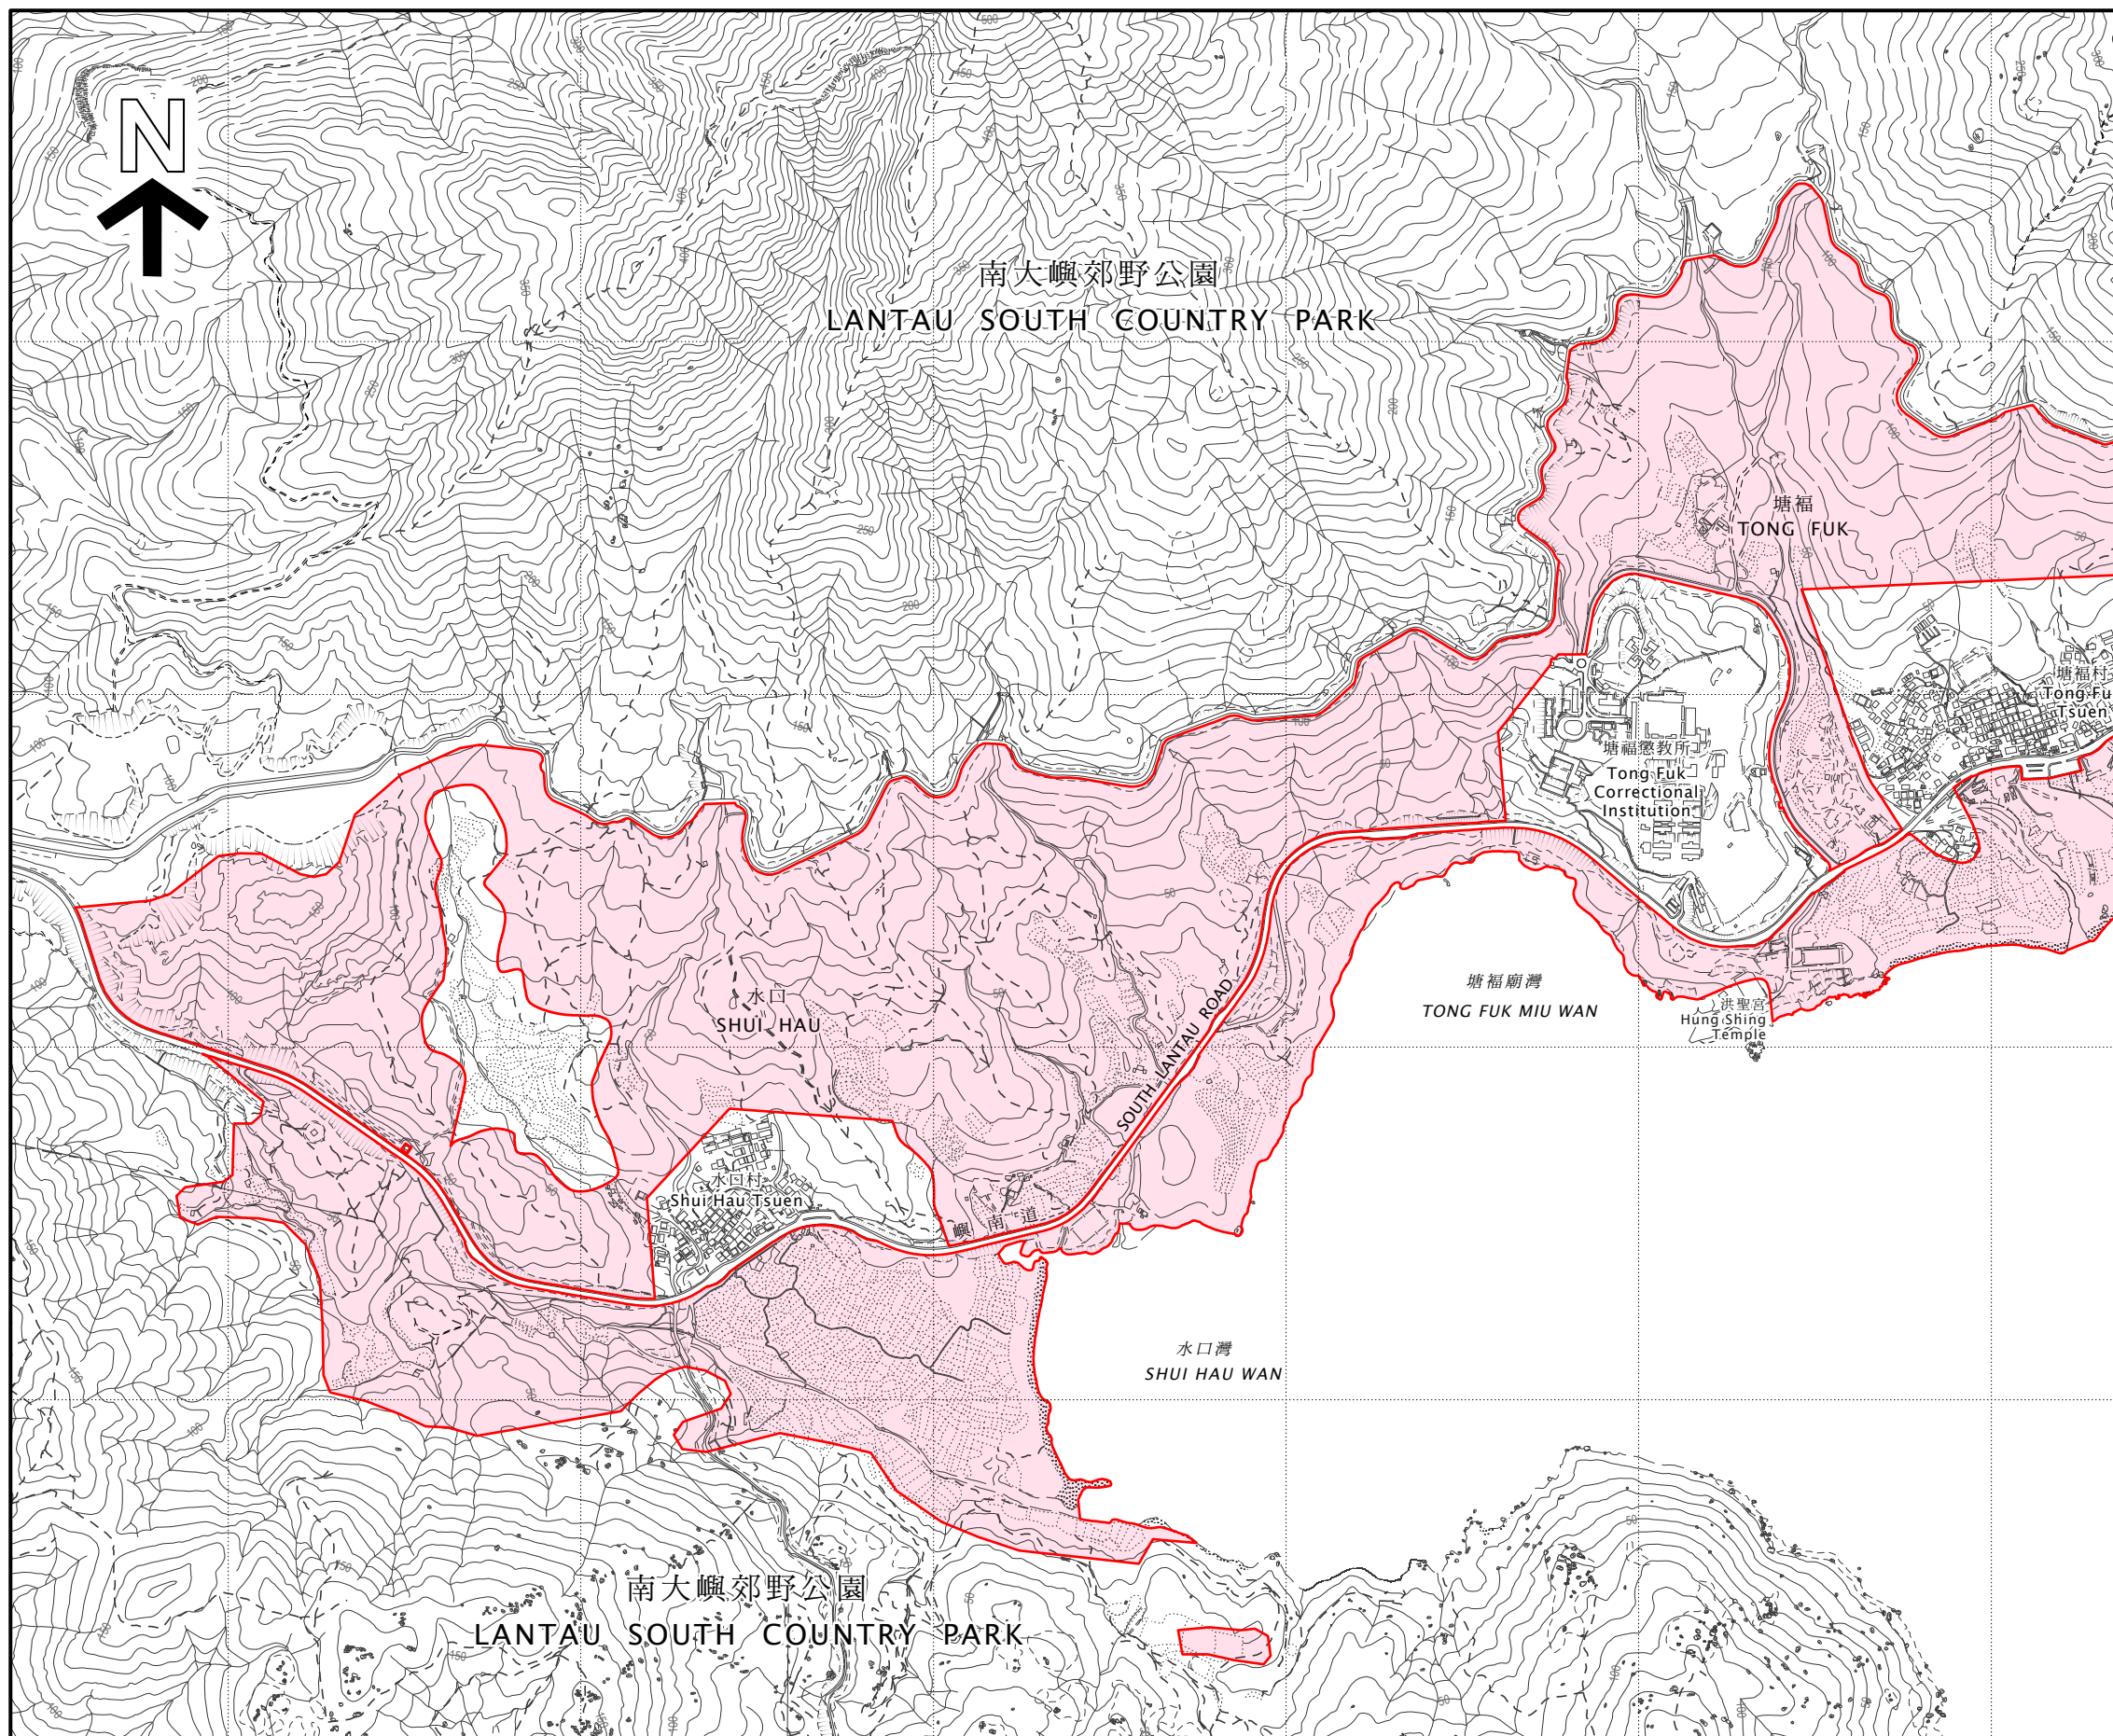 N
南大嶼郊野公園
LANTAU SOUTH COUNTRY PARK
塘福
TONG FUK
塘福村
Tong Fu
Tsuen
塘福懲教所
Tong Fuk
Correctional
Institution
水口
SHUI HAU
SOUTH LANTAU ROAD
塘福廟灣
TONG FUK MIU WAN
洪聖宮
Hung Shing
Temple
水口村
Shui Hau Tsuen
嶼南道
水口灣
SHUI HAU WAN
南大嶼郊野公園
LANTAU SOUTH COUNTRY PARK